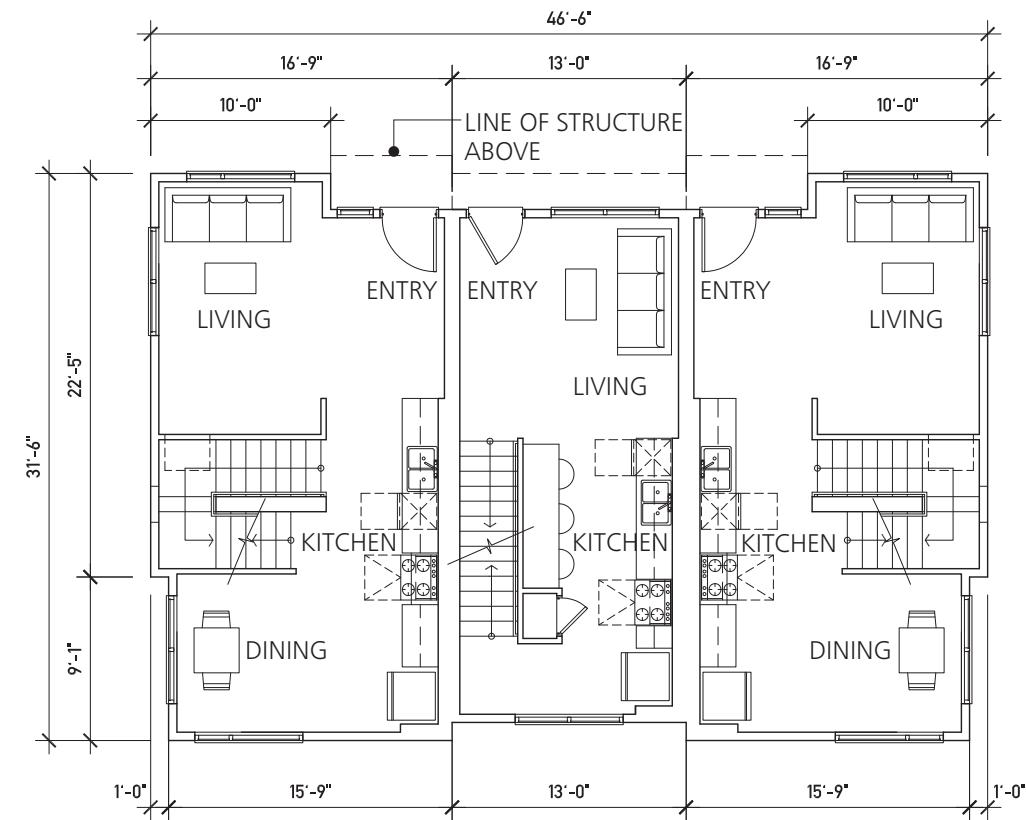 46'-6"
16'-9" 13'-0" 16'-9"
10'-0" 10'-0"
LINE OF STRUCTURE
ABOVE
ENTRY ENTRY ENTRY
LIVING LIVING
22'-5"
LIVING
31'-6"
KITCHEN KITCHEN KITCHEN
DINING DINING
9'-1"
1'-0" 15'-9" 13'-0" 15'-9" 1'-0"